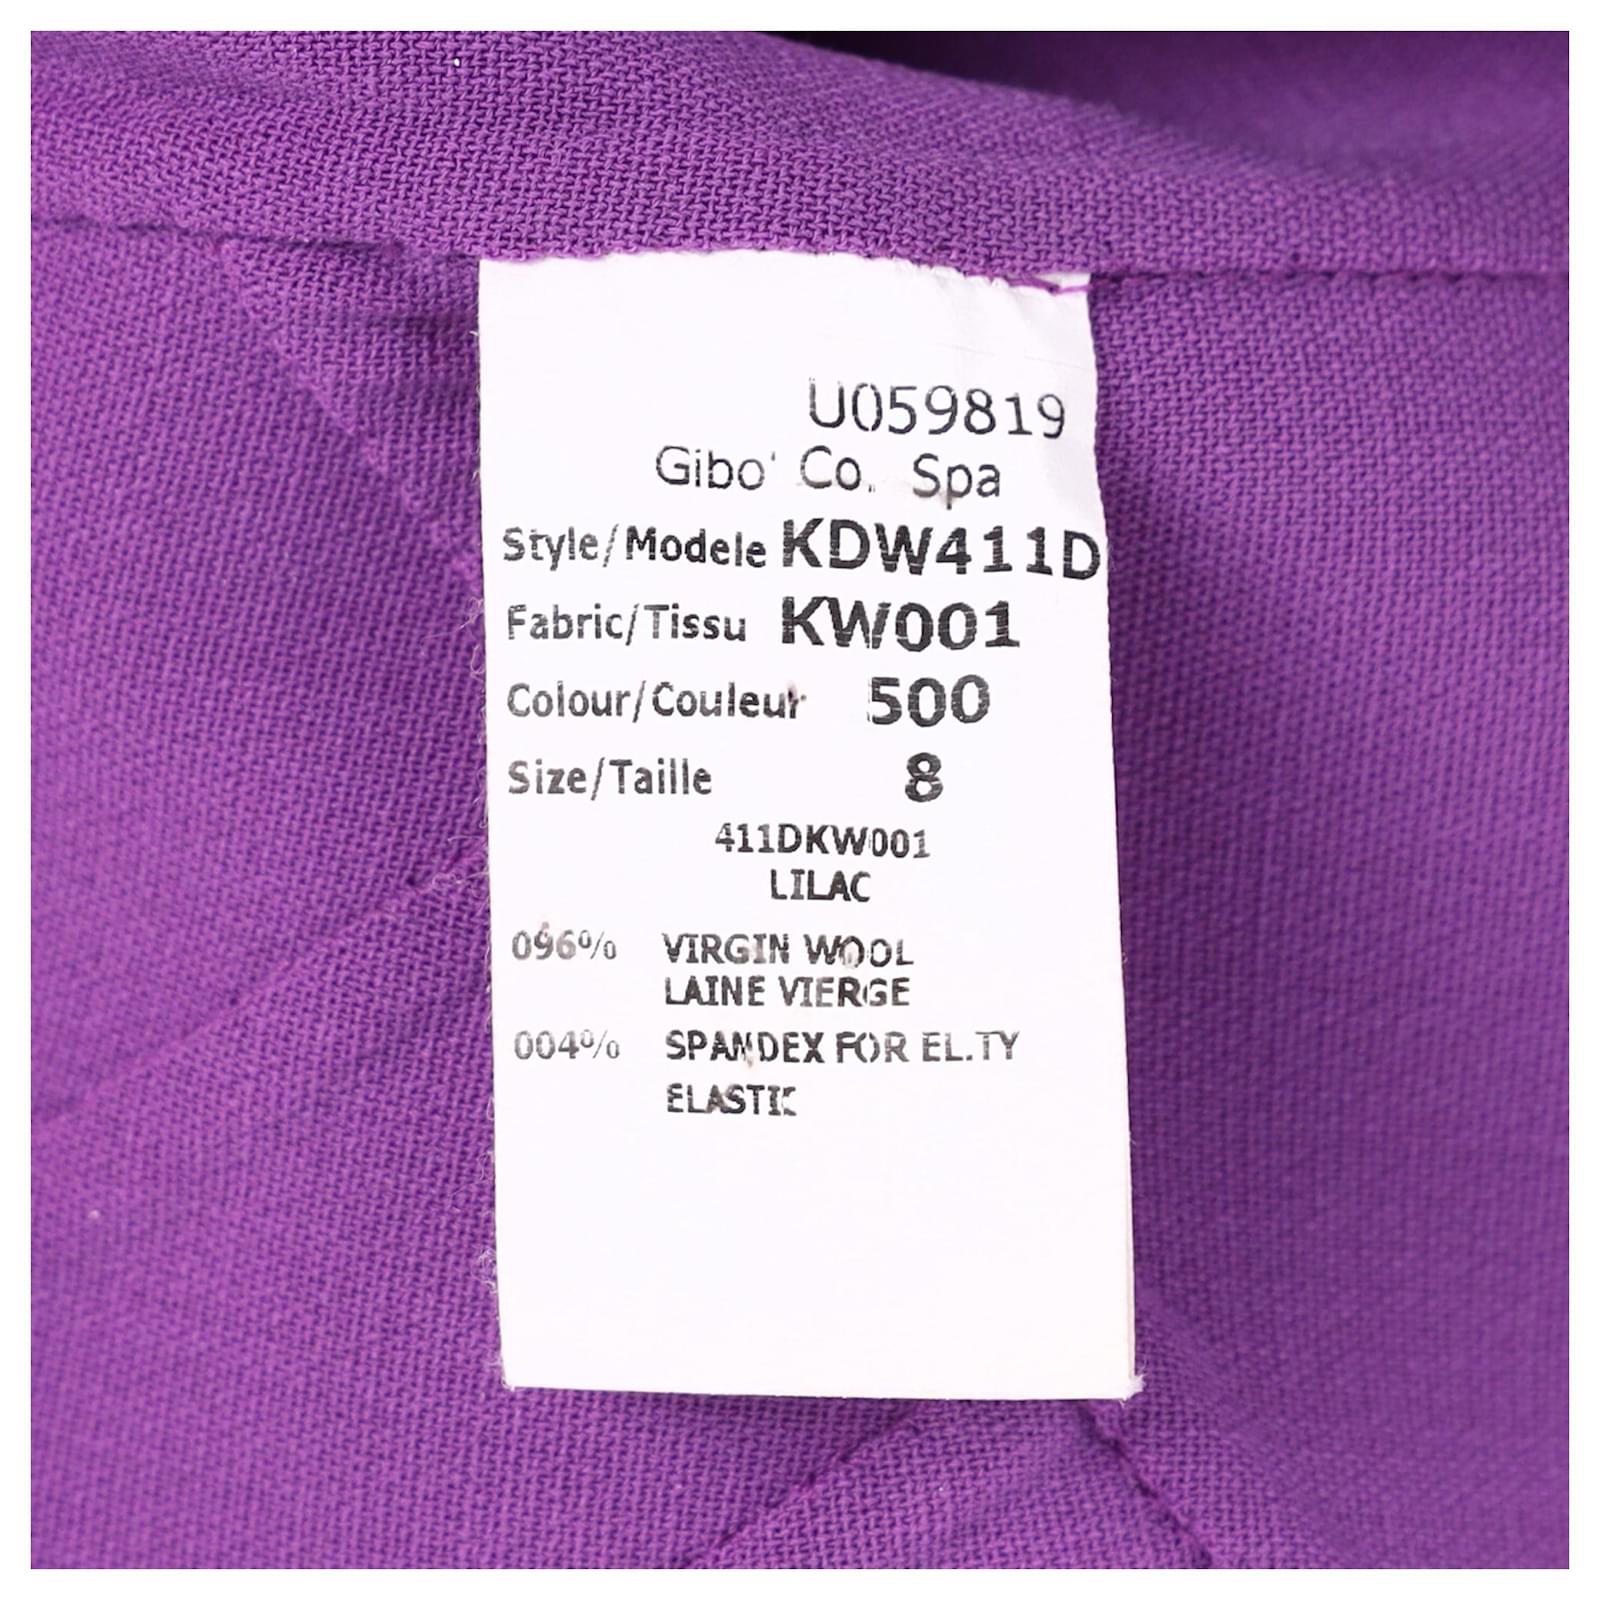 U059819
Gibo' Co. Spa
Style/Modele KDW411D
Fabric/Tissu KW001
Colour/Couleur 500
Size/Taille 8
411DKW001
LILAC
096% VIRGIN WOOL
LAINE VIERGE
004% SPANDEX FOR EL.TY
ELASTIC